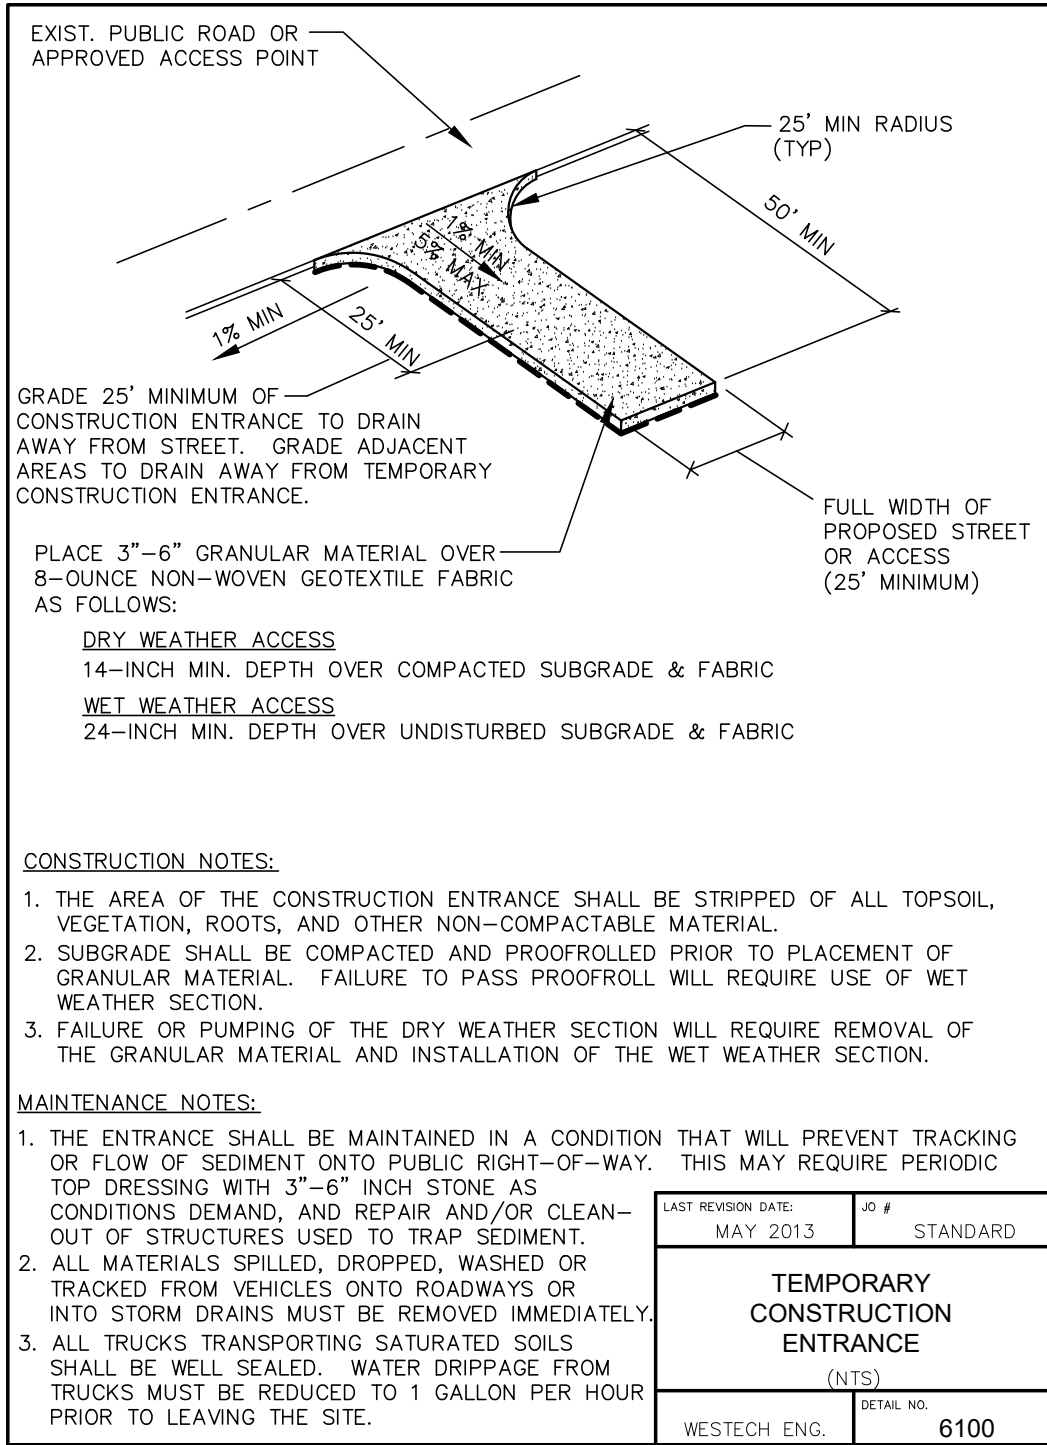 EXIST. PUBLIC ROAD OR
APPROVED ACCESS POINT
25' MIN RADIUS
(TYP)
50' MIN
1% MIN
5% MAX
1% MIN
25' MIN
GRADE 25' MINIMUM OF
CONSTRUCTION ENTRANCE TO DRAIN
AWAY FROM STREET. GRADE ADJACENT
AREAS TO DRAIN AWAY FROM TEMPORARY
CONSTRUCTION ENTRANCE.
FULL WIDTH OF
PROPOSED STREET
OR ACCESS
(25' MINIMUM)
PLACE 3"-6" GRANULAR MATERIAL OVER
8-OUNCE NON-WOVEN GEOTEXTILE FABRIC
AS FOLLOWS:
DRY WEATHER ACCESS
14-INCH MIN. DEPTH OVER COMPACTED SUBGRADE & FABRIC
WET WEATHER ACCESS
24-INCH MIN. DEPTH OVER UNDISTURBED SUBGRADE & FABRIC
CONSTRUCTION NOTES:
1. THE AREA OF THE CONSTRUCTION ENTRANCE SHALL BE STRIPPED OF ALL TOPSOIL,
VEGETATION, ROOTS, AND OTHER NON-COMPACTABLE MATERIAL.
2. SUBGRADE SHALL BE COMPACTED AND PROOFROLLED PRIOR TO PLACEMENT OF
GRANULAR MATERIAL. FAILURE TO PASS PROOFROLL WILL REQUIRE USE OF WET
WEATHER SECTION.
3. FAILURE OR PUMPING OF THE DRY WEATHER SECTION WILL REQUIRE REMOVAL OF
THE GRANULAR MATERIAL AND INSTALLATION OF THE WET WEATHER SECTION.
MAINTENANCE NOTES:
1. THE ENTRANCE SHALL BE MAINTAINED IN A CONDITION THAT WILL PREVENT TRACKING
OR FLOW OF SEDIMENT ONTO PUBLIC RIGHT-OF-WAY. THIS MAY REQUIRE PERIODIC
TOP DRESSING WITH 3"-6" INCH STONE AS
CONDITIONS DEMAND, AND REPAIR AND/OR CLEAN-
OUT OF STRUCTURES USED TO TRAP SEDIMENT.
2. ALL MATERIALS SPILLED, DROPPED, WASHED OR
TRACKED FROM VEHICLES ONTO ROADWAYS OR
INTO STORM DRAINS MUST BE REMOVED IMMEDIATELY.
3. ALL TRUCKS TRANSPORTING SATURATED SOILS
SHALL BE WELL SEALED. WATER DRIPPAGE FROM
TRUCKS MUST BE REDUCED TO 1 GALLON PER HOUR
PRIOR TO LEAVING THE SITE.
LAST REVISION DATE:
MAY 2013
JO #
STANDARD
TEMPORARY
CONSTRUCTION
ENTRANCE
(NTS)
WESTECH ENG.
DETAIL NO.
6100